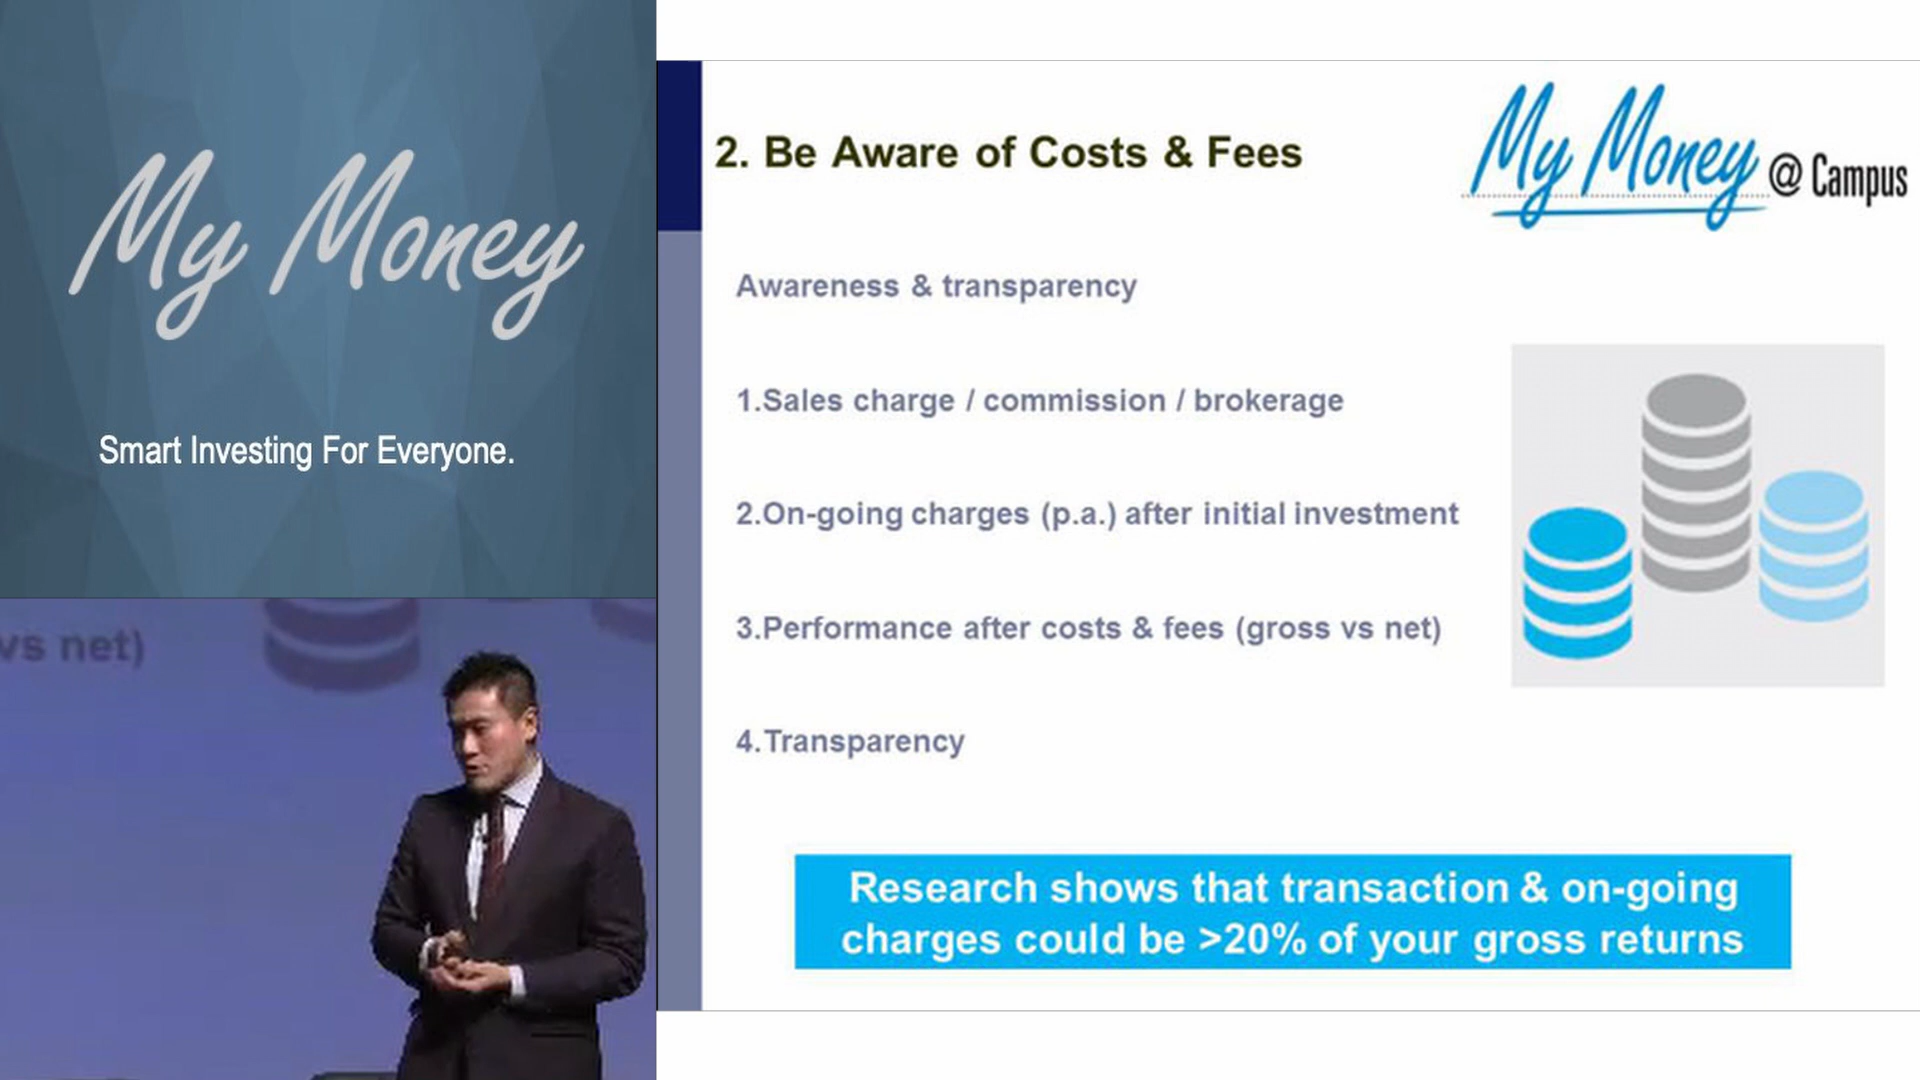 My Money
Smart Investing For Everyone.
vs net)
2. Be Aware of Costs & Fees
My Money @ Campus
Awareness & transparency
1.Sales charge / commission / brokerage
2.On-going charges (p.a.) after initial investment
3.Performance after costs & fees (gross vs net)
4.Transparency
Research shows that transaction & on-going
charges could be >20% of your gross returns